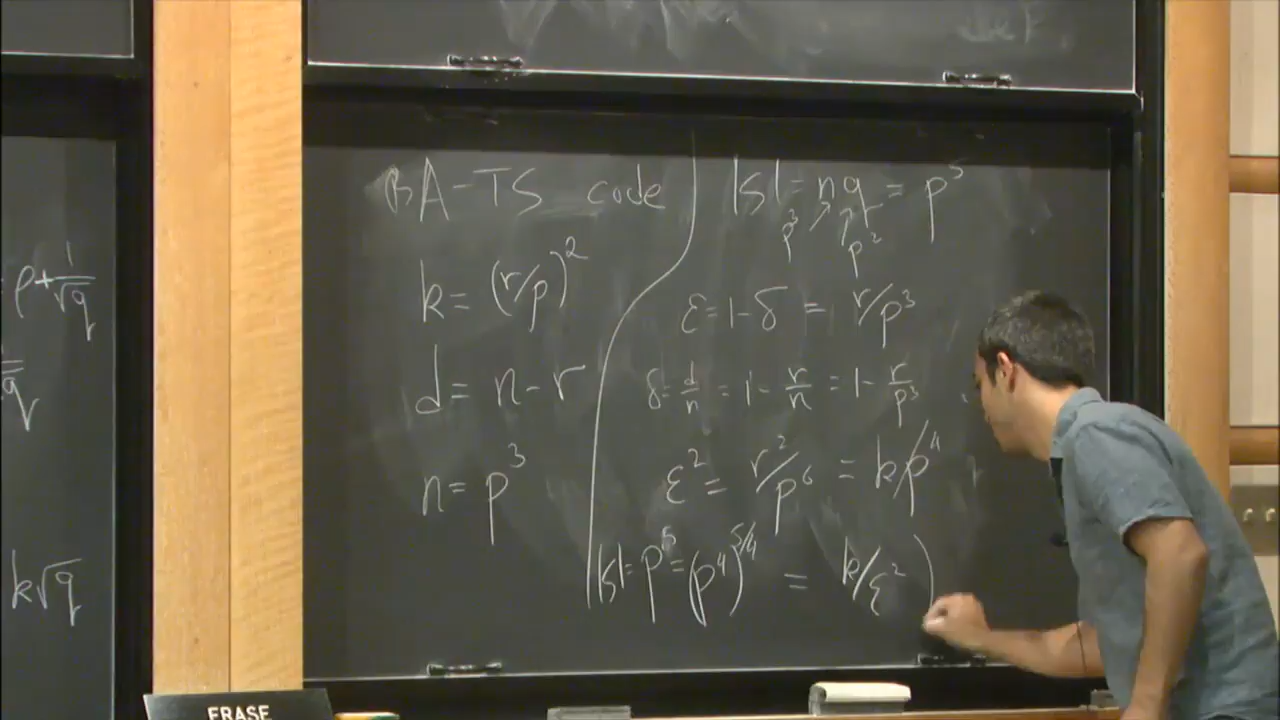 ρ+1/√q
k√q
BA-TS code
k = (r/p)²
d = n-r
n = p³
|S| = nq = p⁵
p³ p²
ε = 1-δ = r/p³
δ = d/n = 1 - r/n = 1 - r/p³
ε² = r²/p⁶ = k/p⁴
|S| = p⁵ = (p⁴)^5/4 = k/ε² )
ERASE